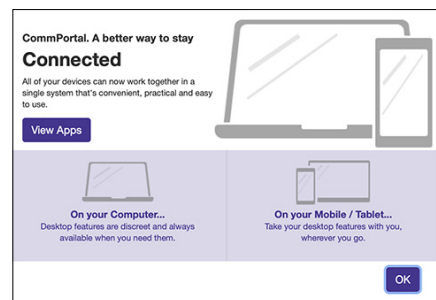 CommPortal. A better way to stay
Connected
All of your devices can now work together in a
single system that's convenient, practical and easy
to use.
View Apps
On your Computer...
Desktop features are discreet and always
available when you need them.
On your Mobile / Tablet...
Take your desktop features with you,
wherever you go.
OK